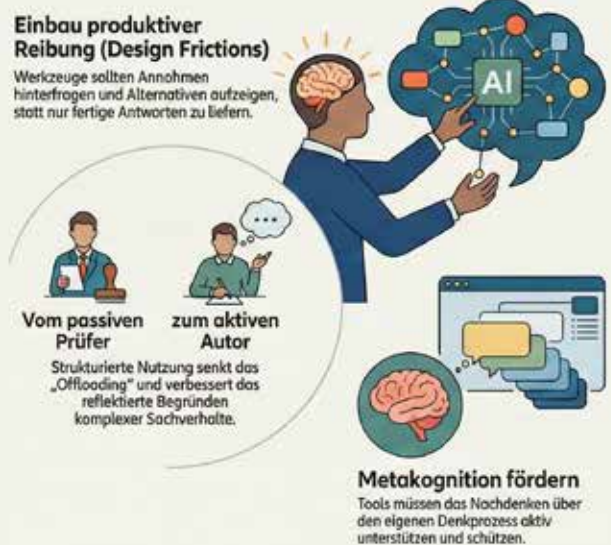 Einbau produktiver
Reibung (Design Frictions)
Werkzeuge sollten Annohmen
hinterfragen und Alternativen aufzeigen,
statt nur fertige Antworten zu liefern.
AI
Vom passiven
Prüfer
zum aktiven
Autor
Strukturierte Nutzung senkt das
„Offlooding“ und verbessert das
reflektierte Begründen
komplexer Sachverhalte.
Metakognition fördern
Tools müssen das Nachdenken über
den eigenen Denkprozess aktiv
unterstützen und schützen.